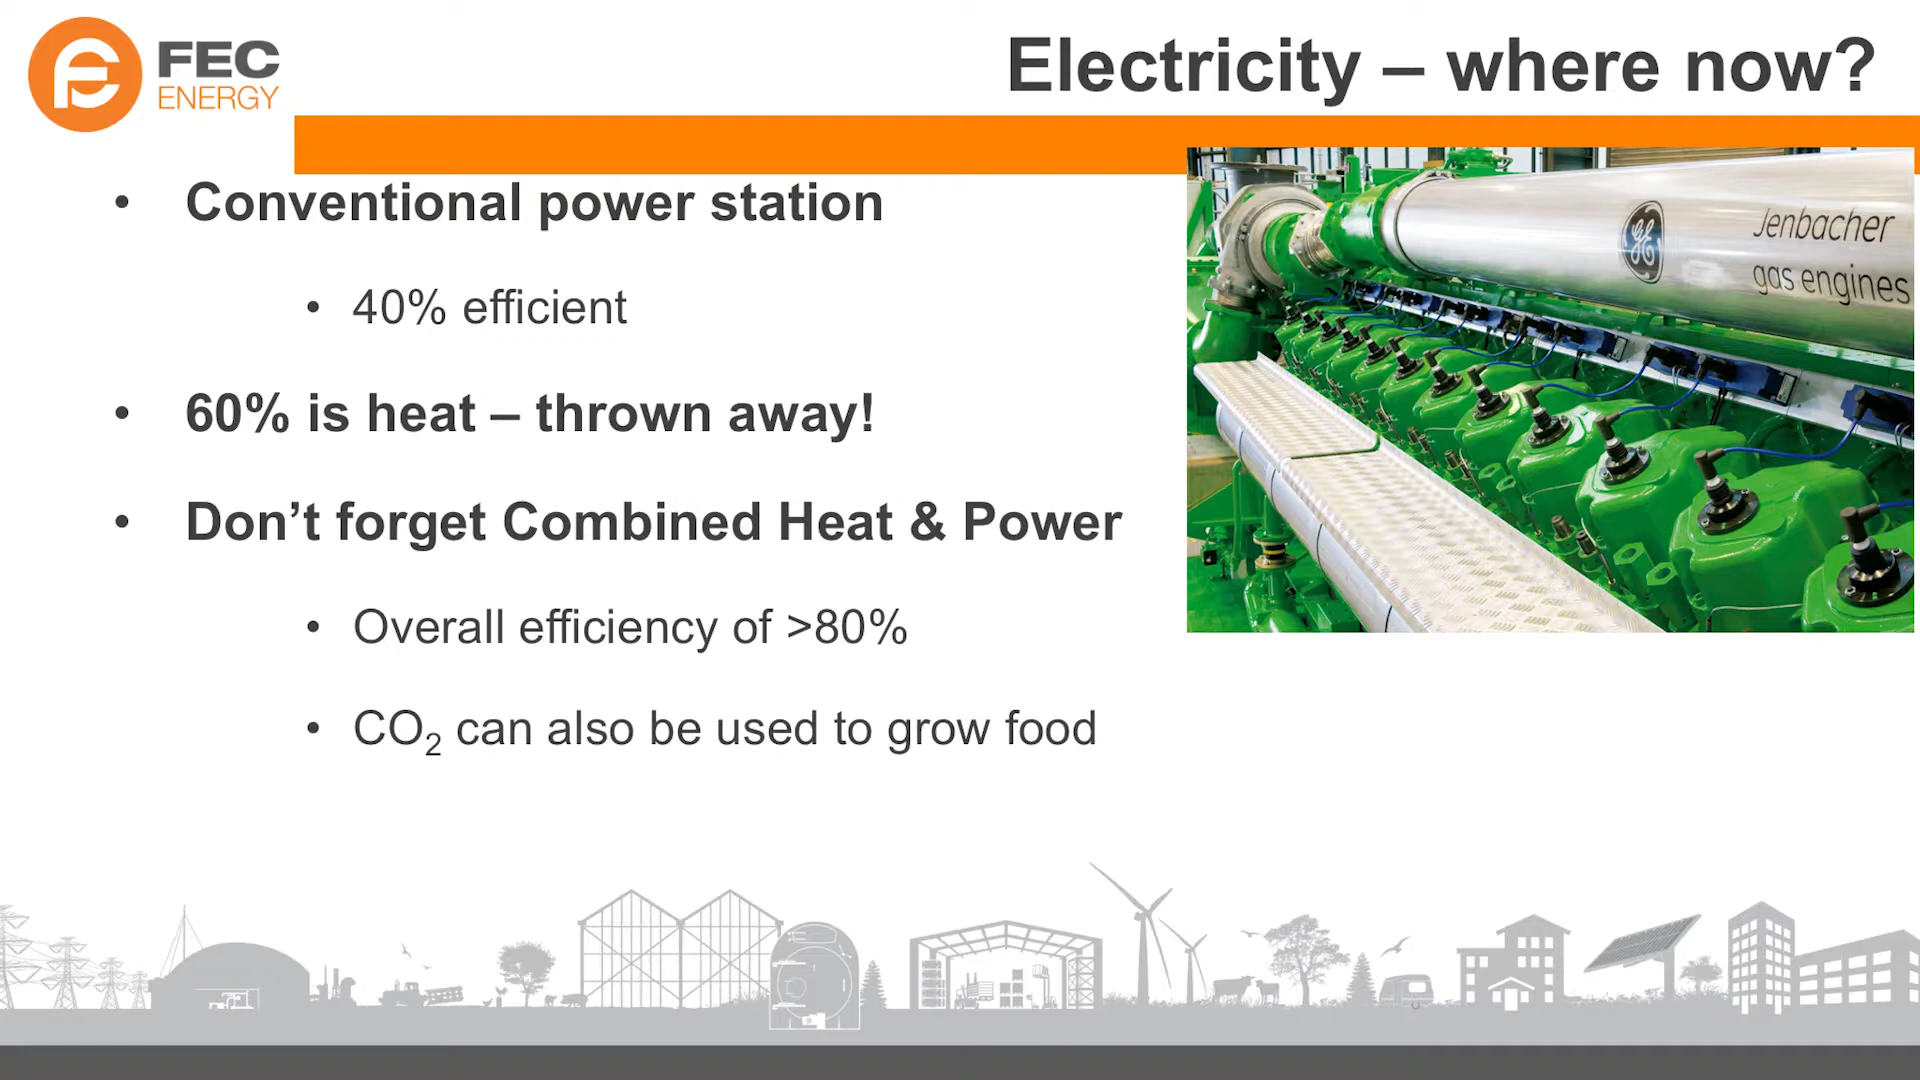 FEC
ENERGY
Electricity – where now?
• Conventional power station
• 40% efficient
• 60% is heat – thrown away!
• Don’t forget Combined Heat & Power
• Overall efficiency of >80%
• CO₂ can also be used to grow food
GE
Jenbacher
gas engines